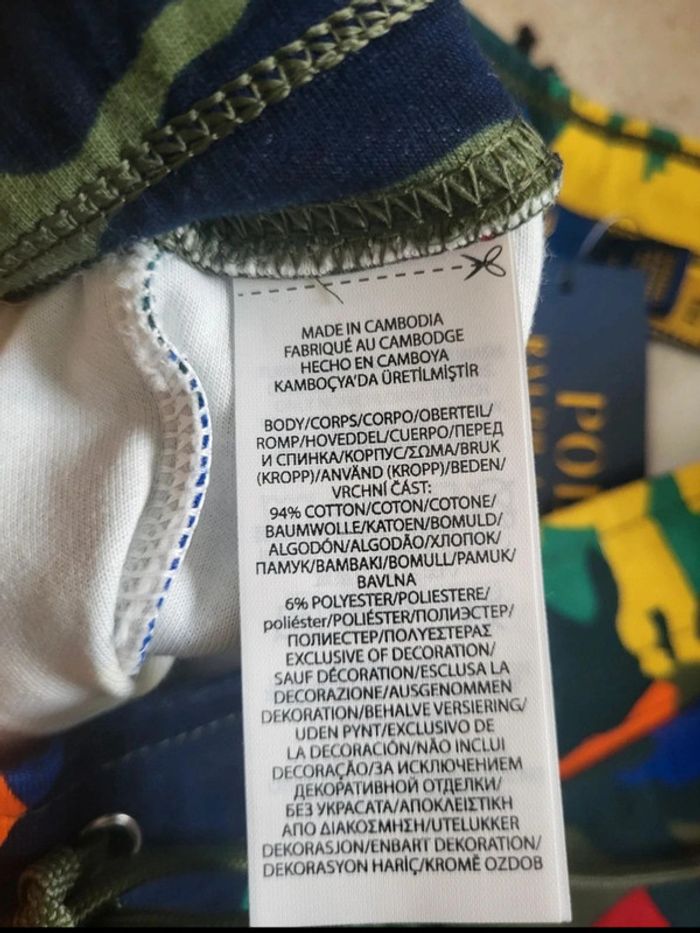 MADE IN CAMBODIA
FABRIQUÉ AU CAMBODGE
HECHO EN CAMBOYA
KAMBOÇYA'DA ÜRETİLMİŞTİR
BODY/CORPS/CORPO/OBERTEIL/
ROMP/HOVEDDEL/CUERPO/ПЕРЕД
И СПИНКА/КОРПУС/ΣΩΜΑ/BRUK
(KROPP)/ANVÄND (KROPP)/BEDEN/
VRCHNÍ ČÁST:
94% COTTON/COTON/COTONE/
BAUMWOLLE/KATOEN/BOMULD/
ALGODÓN/ALGODÃO/ХЛОПОК/
ПАМУК/ΒΑΜΒΑΚΙ/BOMULL/PAMUK/
BAVLNA
6% POLYESTER/POLIESTERE/
poliéster/POLIÉSTER/ПОЛИЭСТЕР/
ПОЛИЕСТЕР/ΠΟΛΥΕΣΤΕΡΑΣ
EXCLUSIVE OF DECORATION/
SAUF DÉCORATION/ESCLUSA LA
DECORAZIONE/AUSGENOMMEN
DEKORATION/BEHALVE VERSIERING/
UDEN PYNT/EXCLUSIVO DE
LA DECORACIÓN/NÃO INCLUI
DECORAÇÃO/ЗА ИСКЛЮЧЕНИЕМ
ДЕКОРАТИВНОЙ ОТДЕЛКИ/
БЕЗ УКРАСАТА/ΑΠΟΚΛΕΙΣΤΙΚΗ
ΑΠΟ ΔΙΑΚΟΣΜΗΣΗ/UTELUKKER
DEKORASJON/ENBART DEKORATION/
DEKORASYON HARİÇ/KROMĚ OZDOB
PO